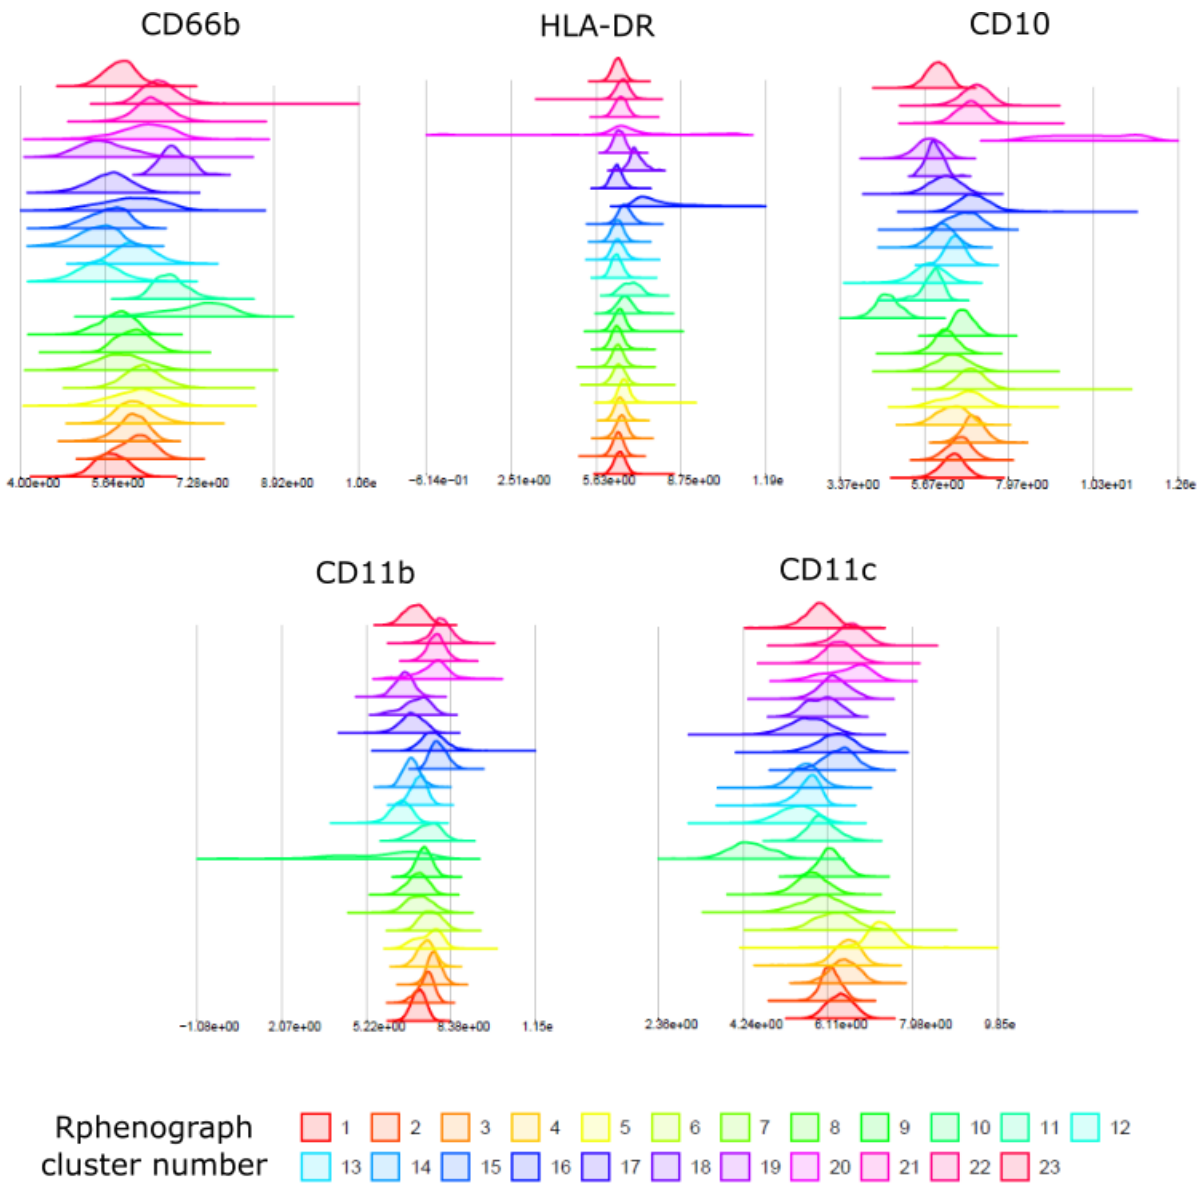 CD66b HLA-DR CD10
4.00e+00 5.64e+00 7.28e+00 8.92e+00 1.06e −6.14e−01 2.51e+00 5.63e+00 8.75e+00 1.19e 3.37e+00 5.67e+00 7.97e+00 1.03e+01 1.26e
CD11b CD11c
−1.08e+00 2.07e+00 5.22e+00 8.38e+00 1.15e 2.36e+00 4.24e+00 6.11e+00 7.98e+00 9.85e
Rphenograph
cluster number
1 2 3 4 5 6 7 8 9 10 11 12
13 14 15 16 17 18 19 20 21 22 23